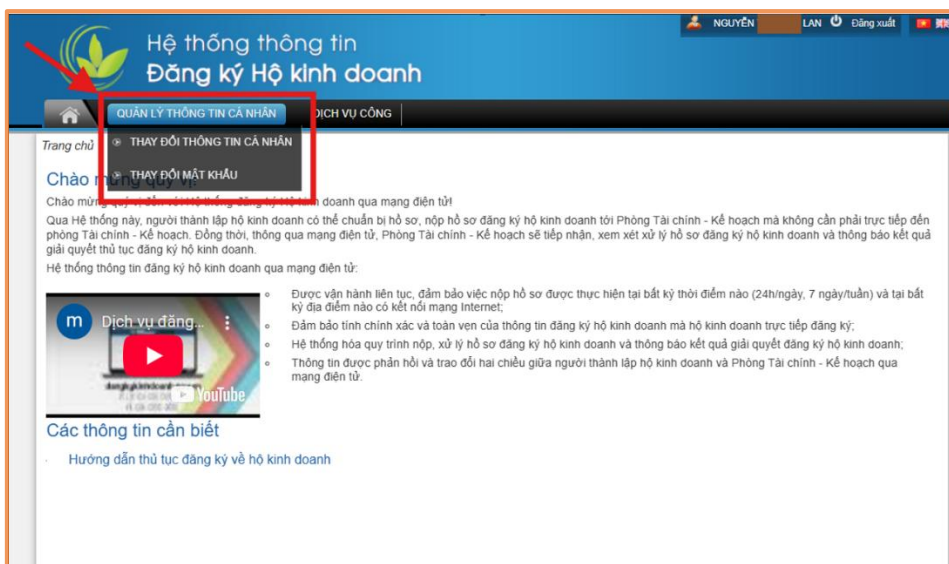 NGUYỄN LAN Đăng xuất
Hệ thống thông tin
Đăng ký Hộ kinh doanh
QUẢN LÝ THÔNG TIN CÁ NHÂN DỊCH VỤ CÔNG
Trang chủ
THAY ĐỔI THÔNG TIN CÁ NHÂN
THAY ĐỔI MẬT KHẨU
Chào mừng quý vị!
Chào mừng quý vị đến với Hệ thống đăng ký Hộ kinh doanh qua mạng điện tử!
Qua Hệ thống này, người thành lập hộ kinh doanh có thể chuẩn bị hồ sơ, nộp hồ sơ đăng ký hộ kinh doanh tới Phòng Tài chính - Kế hoạch mà không cần phải trực tiếp đến
phòng Tài chính - Kế hoạch. Đồng thời, thông qua mạng điện tử, Phòng Tài chính - Kế hoạch sẽ tiếp nhận, xem xét xử lý hồ sơ đăng ký hộ kinh doanh và thông báo kết quả
giải quyết thủ tục đăng ký hộ kinh doanh.
Hệ thống thông tin đăng ký hộ kinh doanh qua mạng điện tử:
Được vận hành liên tục, đảm bảo việc nộp hồ sơ được thực hiện tại bất kỳ thời điểm nào (24h/ngày, 7 ngày/tuần) và tại bất
kỳ địa điểm nào có kết nối mạng Internet;
Đảm bảo tính chính xác và toàn vẹn của thông tin đăng ký hộ kinh doanh mà hộ kinh doanh trực tiếp đăng ký;
Hệ thống hóa quy trình nộp, xử lý hồ sơ đăng ký hộ kinh doanh và thông báo kết quả giải quyết đăng ký hộ kinh doanh;
Thông tin được phản hồi và trao đổi hai chiều giữa người thành lập hộ kinh doanh và Phòng Tài chính - Kế hoạch qua
mạng điện tử.
m Dịch vụ đăng...
YouTube
Các thông tin cần biết
Hướng dẫn thủ tục đăng ký về hộ kinh doanh